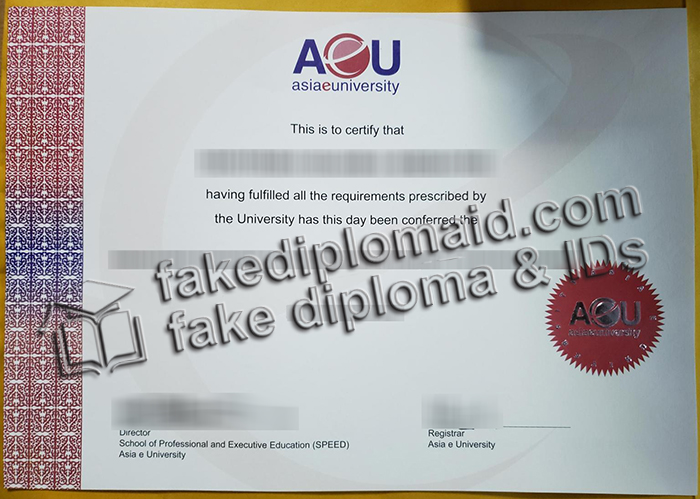 AeU
asiaeuniversity
This is to certify that
having fulfilled all the requirements prescribed by
the University has this day been conferred the
fakediplomaid.com
fake diploma & IDs
AeU
asiaeuniversity
Director
School of Professional and Executive Education (SPEED)
Asia e University
Registrar
Asia e University